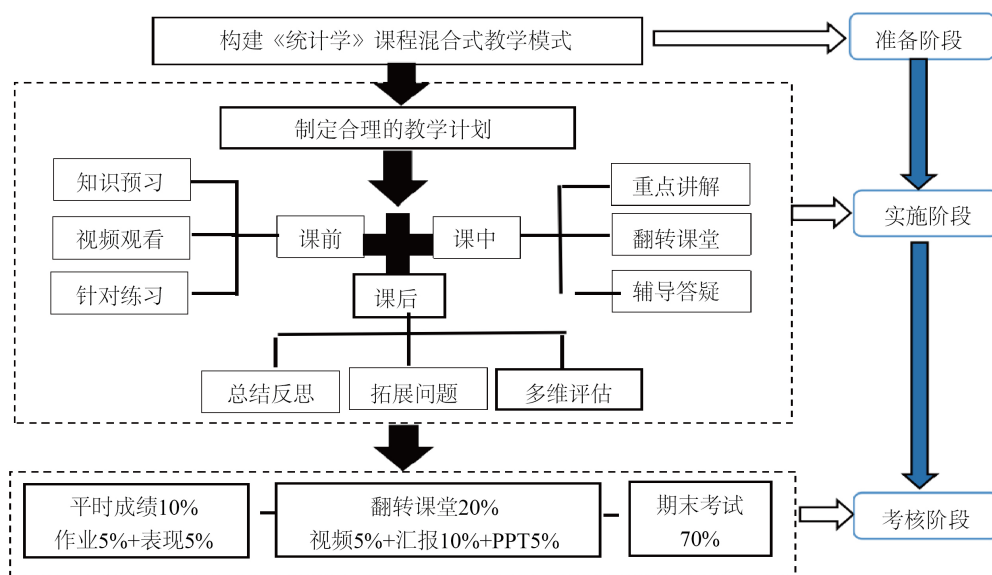 构建《统计学》课程混合式教学模式
准备阶段
制定合理的教学计划
知识预习
重点讲解
视频观看
课前
课中
翻转课堂
实施阶段
针对练习
课后
辅导答疑
总结反思
拓展问题
多维评估
平时成绩10%
作业5%+表现5%
翻转课堂20%
视频5%+汇报10%+PPT5%
期末考试
70%
考核阶段